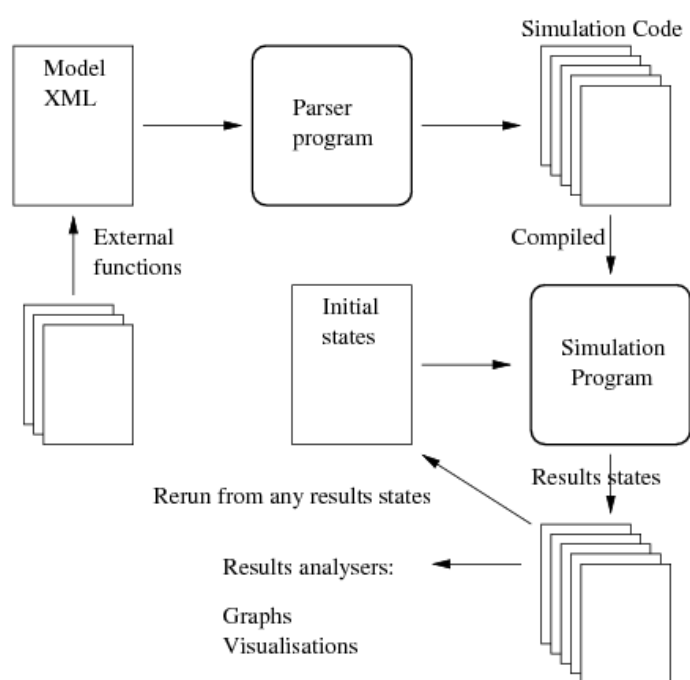 Simulation Code
Model
XML
Parser
program
External
functions
Compiled
Initial
states
Simulation
Program
Results states
Rerun from any results states
Results analysers:
Graphs
Visualisations